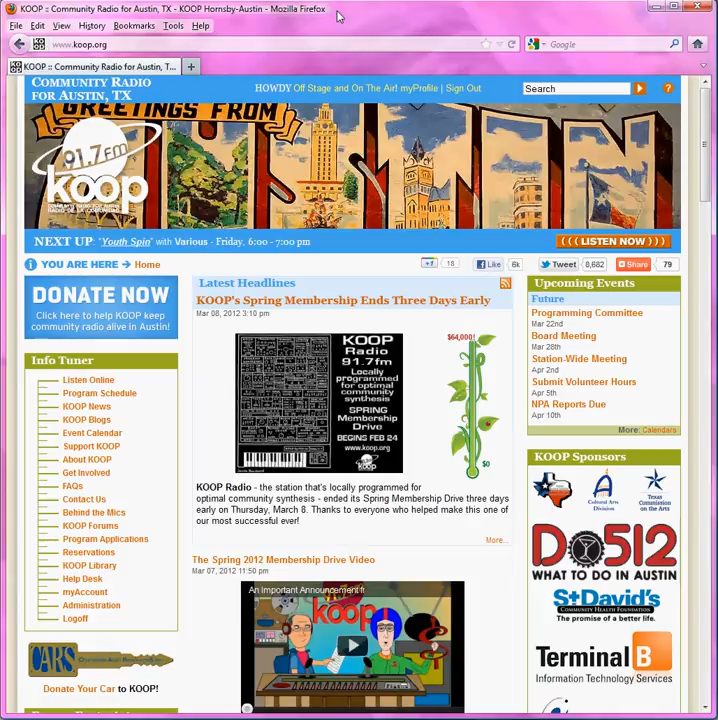 KOOP :: Community Radio for Austin, TX - KOOP Hornsby-Austin - Mozilla Firefox
File Edit View History Bookmarks Tools Help
www.koop.org
Google
KOOP :: Community Radio for Austin, T...
COMMUNITY RADIO
FOR AUSTIN, TX
HOWDY Off Stage and On The Air! myProfile | Sign Out
Search
?
GREETINGS FROM
AUSTIN
91.7fm
koop
COMMUNITY RADIO FOR AUSTIN
RADIO DE LA COMUNIDAD
NEXT UP: "Youth Spin" with Various - Friday, 6:00 - 7:00 pm
((( LISTEN NOW )))
YOU ARE HERE → Home
+1 18
Like 6k
Tweet 8,682
Share 79
DONATE NOW
Click here to help KOOP keep
community radio alive in Austin!
Info Tuner
Listen Online
Program Schedule
KOOP News
KOOP Blogs
Event Calendar
Support KOOP
About KOOP
Get Involved
FAQs
Contact Us
Behind the Mics
KOOP Forums
Program Applications
Reservations
KOOP Library
Help Desk
myAccount
Administration
Logoff
CARS
Donate Your Car to KOOP!
Latest Headlines
KOOP's Spring Membership Ends Three Days Early
Mar 08, 2012 3:10 pm
KOOP
Radio
91.7fm
Locally
programmed
for optimal
community
synthesis
SPRING
Membership
Drive
BEGINS FEB 24
www.koop.org
koop
$64,000!
$0
KOOP Radio - the station that's locally programmed for
optimal community synthesis - ended its Spring Membership Drive three days
early on Thursday, March 8. Thanks to everyone who helped make this one of
our most successful ever!
More...
The Spring 2012 Membership Drive Video
Mar 07, 2012 11:50 pm
An Important Announcement f
koop
Upcoming Events
Future
Programming Committee
Mar 22nd
Board Meeting
Mar 28th
Station-Wide Meeting
Apr 2nd
Submit Volunteer Hours
Apr 5th
NPA Reports Due
Apr 10th
More: Calendars
KOOP Sponsors
Cultural Arts
Division
Texas
Commission
on the Arts
DO512
WHAT TO DO IN AUSTIN
St David's
COMMUNITY HEALTH FOUNDATION
The promise of a better life.
Terminal B
Information Technology Services